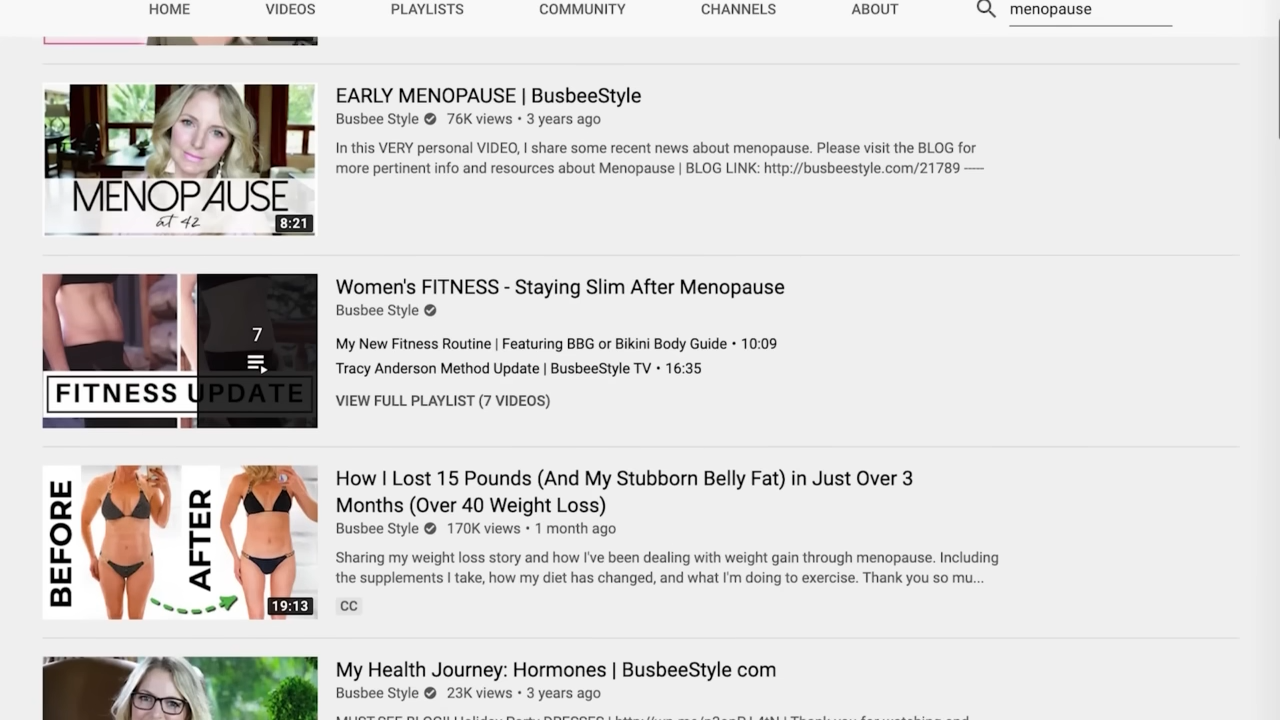 HOME VIDEOS PLAYLISTS COMMUNITY CHANNELS ABOUT menopause
EARLY MENOPAUSE | BusbeeStyle
Busbee Style 76K views • 3 years ago
In this VERY personal VIDEO, I share some recent news about menopause. Please visit the BLOG for
more pertinent info and resources about Menopause | BLOG LINK: http://busbeestyle.com/21789 -----
MENOPAUSE
at 42
8:21
Women's FITNESS - Staying Slim After Menopause
Busbee Style
My New Fitness Routine | Featuring BBG or Bikini Body Guide • 10:09
Tracy Anderson Method Update | BusbeeStyle TV • 16:35
VIEW FULL PLAYLIST (7 VIDEOS)
7
FITNESS UPDATE
How I Lost 15 Pounds (And My Stubborn Belly Fat) in Just Over 3
Months (Over 40 Weight Loss)
Busbee Style 170K views • 1 month ago
Sharing my weight loss story and how I've been dealing with weight gain through menopause. Including
the supplements I take, how my diet has changed, and what I'm doing to exercise. Thank you so mu...
CC
BEFORE
AFTER
19:13
My Health Journey: Hormones | BusbeeStyle com
Busbee Style 23K views • 3 years ago